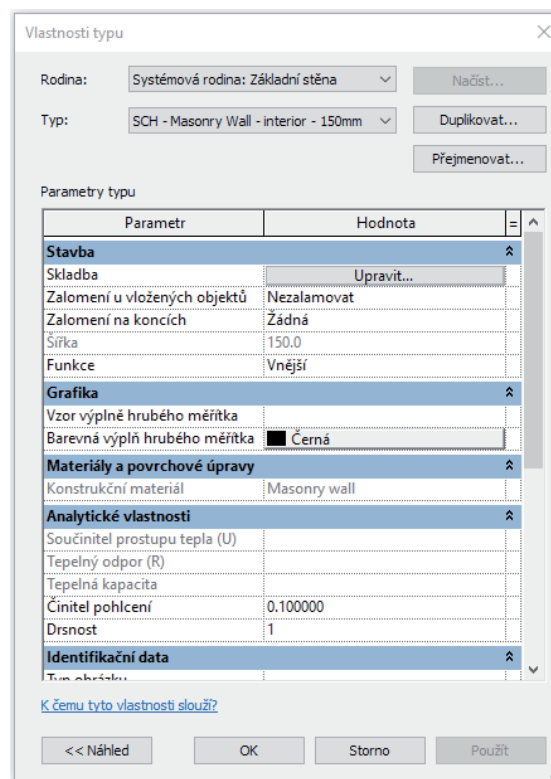 Vlastnosti typu
Rodina: Systémová rodina: Základní stěna Načíst...
Typ: SCH - Masonry Wall - interior - 150mm Duplikovat...
Přejmenovat...
Parametry typu
Parametr Hodnota =
Stavba
Skladba Upravit...
Zalomení u vložených objektů Nezalamovat
Zalomení na koncích Žádná
Šířka 150.0
Funkce Vnější
Grafika
Vzor výplně hrubého měřítka
Barevná výplň hrubého měřítka Černá
Materiály a povrchové úpravy
Konstrukční materiál Masonry wall
Analytické vlastnosti
Součinitel prostupu tepla (U)
Tepelný odpor (R)
Tepelná kapacita
Činitel pohlcení 0.100000
Drsnost 1
Identifikační data
Typ obrázku
K čemu tyto vlastnosti slouží?
<< Náhled OK Storno Použít